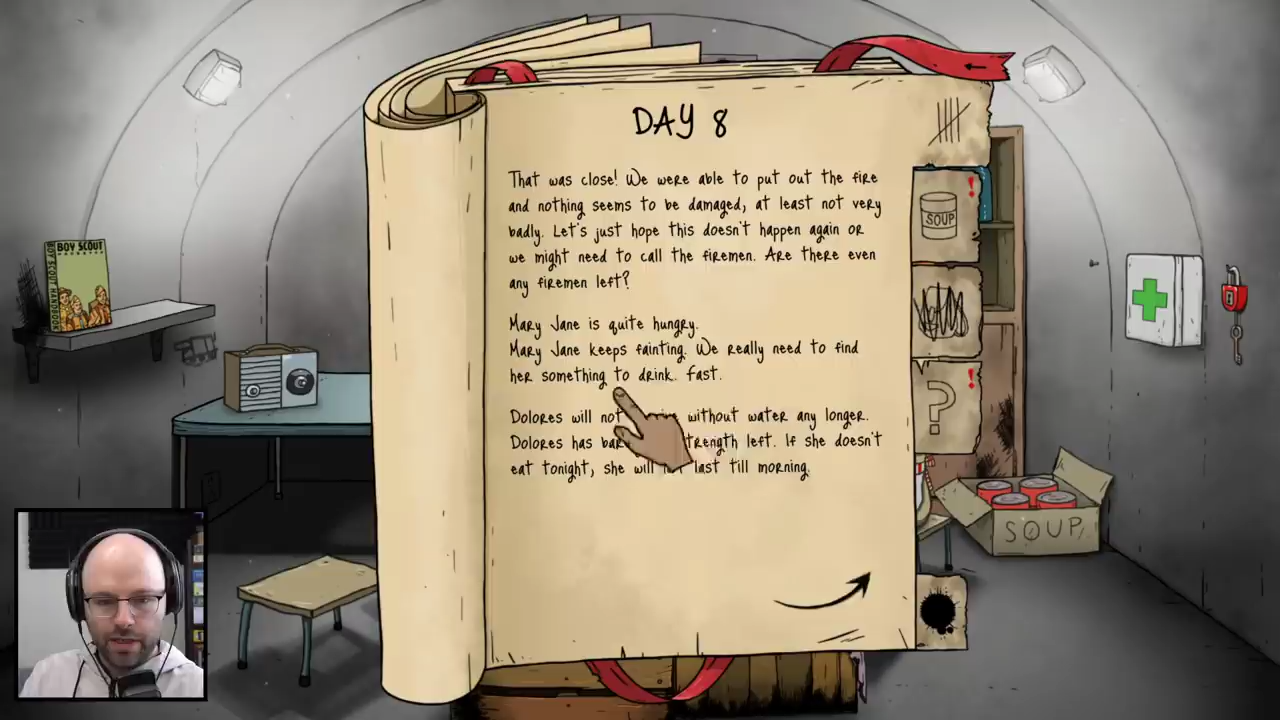 DAY 8
That was close! We were able to put out the fire
and nothing seems to be damaged, at least not very
badly. Let's just hope this doesn't happen again or
we might need to call the firemen. Are there even
any firemen left?
Mary Jane is quite hungry.
Mary Jane keeps fainting. We really need to find
her something to drink. Fast.
Dolores will not without water any longer.
Dolores has left. If she doesn't
eat tonight, she will last till morning.
BOY SCOUT
BOY SCOUT HANDBOOK
SOUP
!
?
!
SOUP